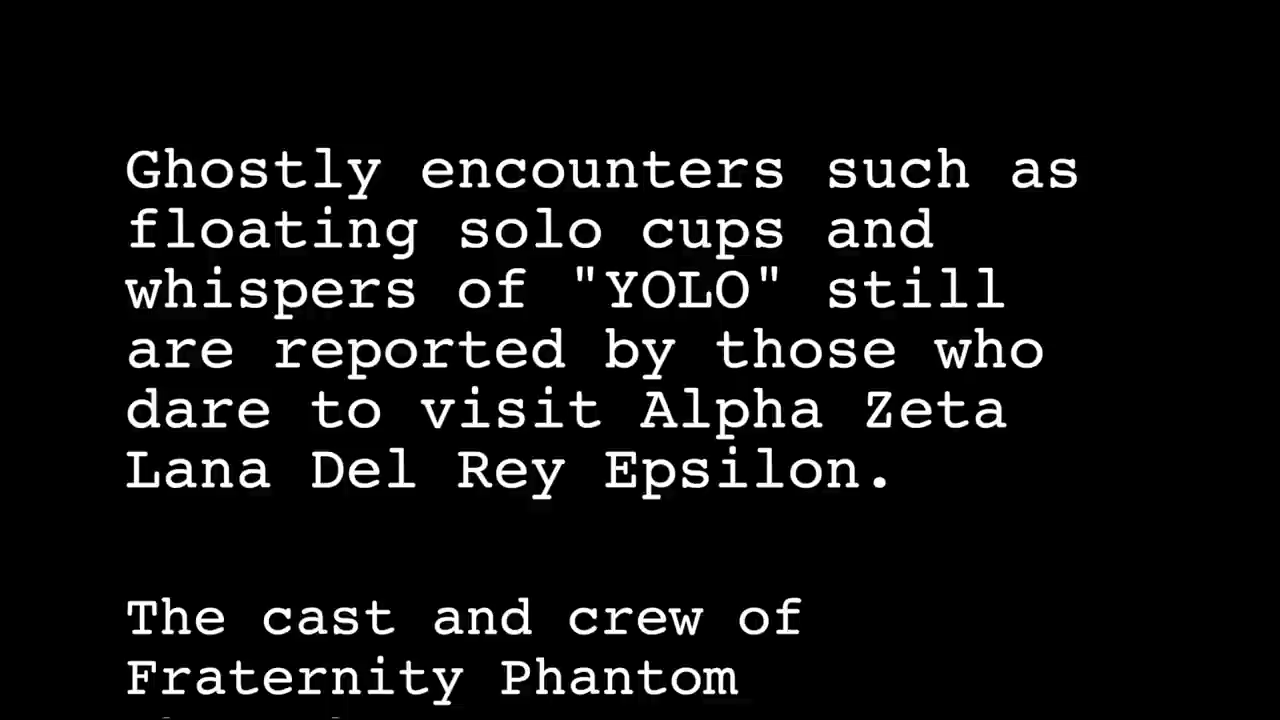 Ghostly encounters such as
floating solo cups and
whispers of "YOLO" still
are reported by those who
dare to visit Alpha Zeta
Lana Del Rey Epsilon.
The cast and crew of
Fraternity Phantom